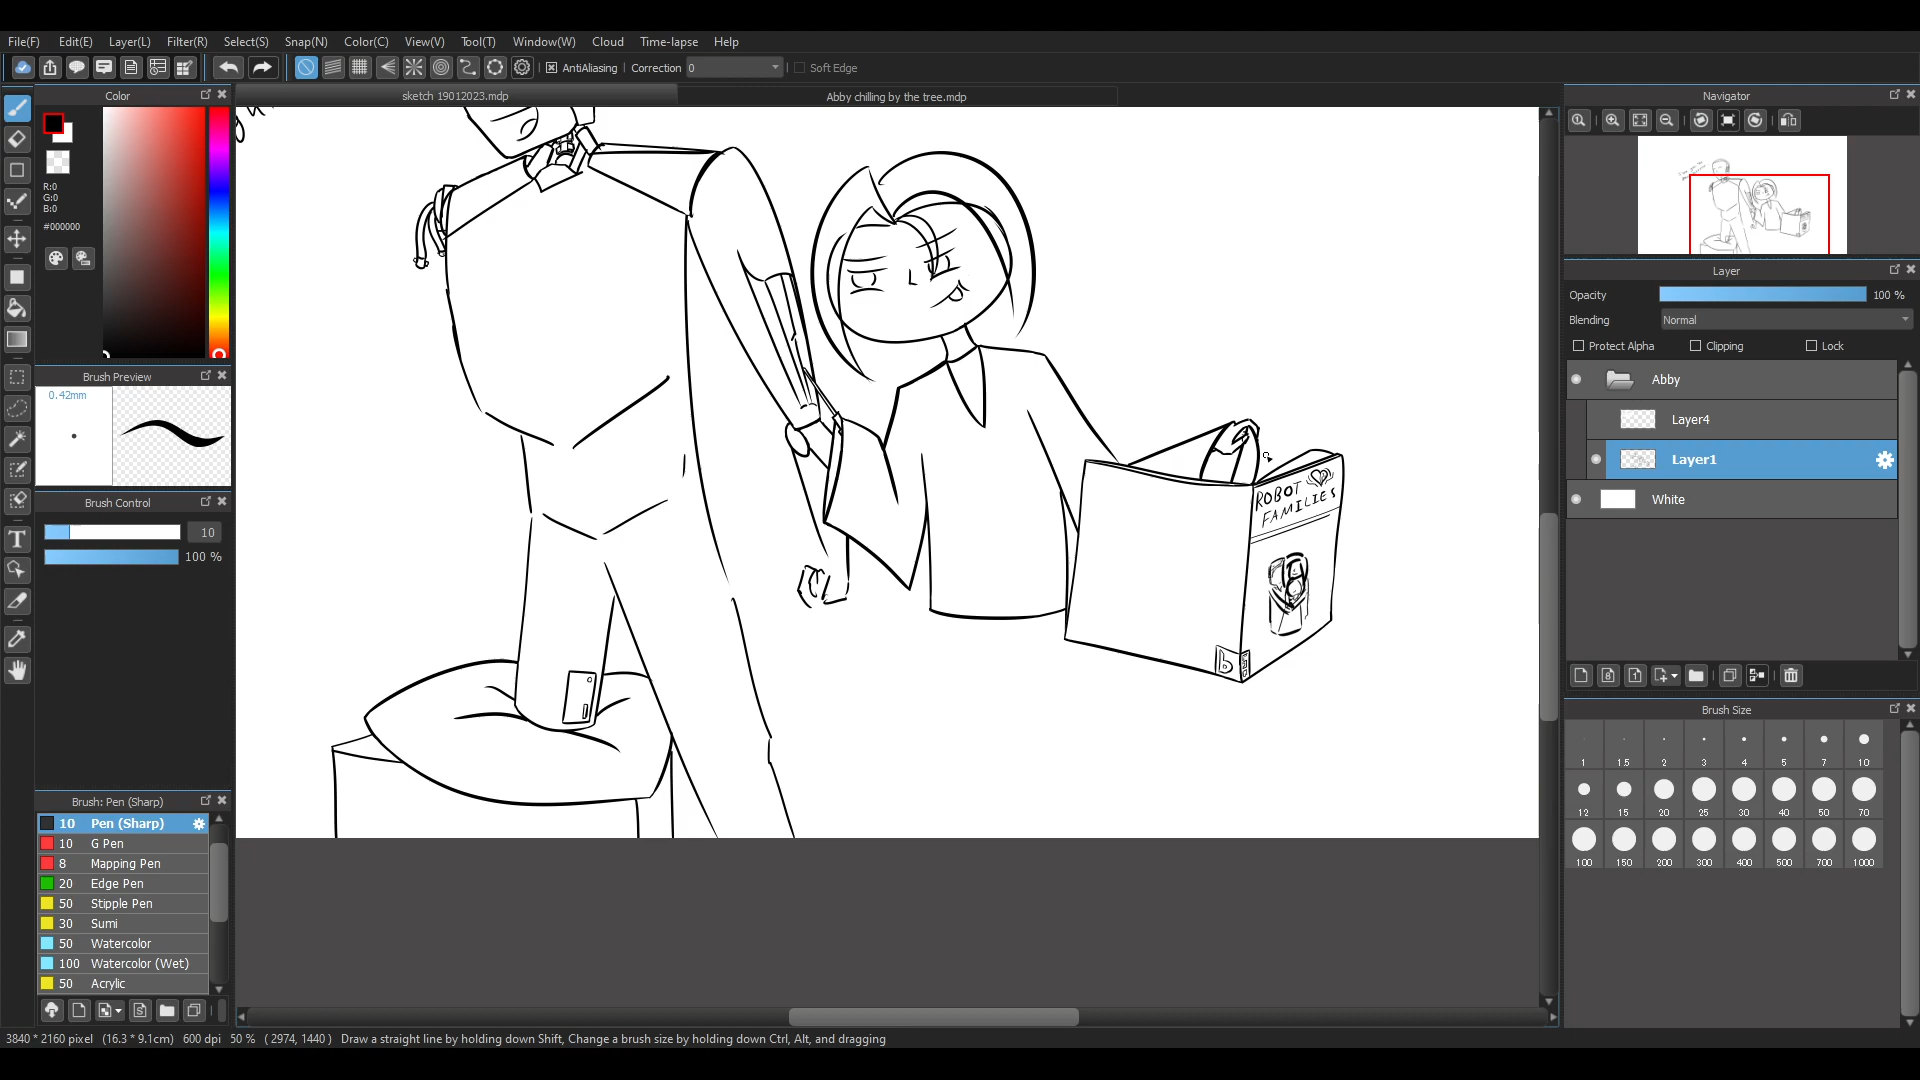 File(F) Edit(E) Layer(L) Filter(R) Select(S) Snap(N) Color(C) View(V) Tool(T) Window(W) Cloud Time-lapse Help
AntiAliasing Correction 0 Soft Edge
Color
sketch 19012023.mdp
Abby chilling by the tree.mdp
R:0
G:0
B:0
#000000
Brush Preview
0.42mm
Brush Control
10
100 %
Brush: Pen (Sharp)
10 Pen (Sharp)
10 G Pen
8 Mapping Pen
20 Edge Pen
50 Stipple Pen
30 Sumi
50 Watercolor
100 Watercolor (Wet)
50 Acrylic
ROBOT
FAMILIES
b
Navigator
Layer
Opacity 100 %
Blending Normal
Protect Alpha Clipping Lock
Abby
Layer4
Layer1
White
Brush Size
1 1.5 2 3 4 5 7 10
12 15 20 25 30 40 50 70
100 150 200 300 400 500 700 1000
3840 * 2160 pixel (16.3 * 9.1cm) 600 dpi 50 % ( 2974, 1440 ) Draw a straight line by holding down Shift, Change a brush size by holding down Ctrl, Alt, and dragging